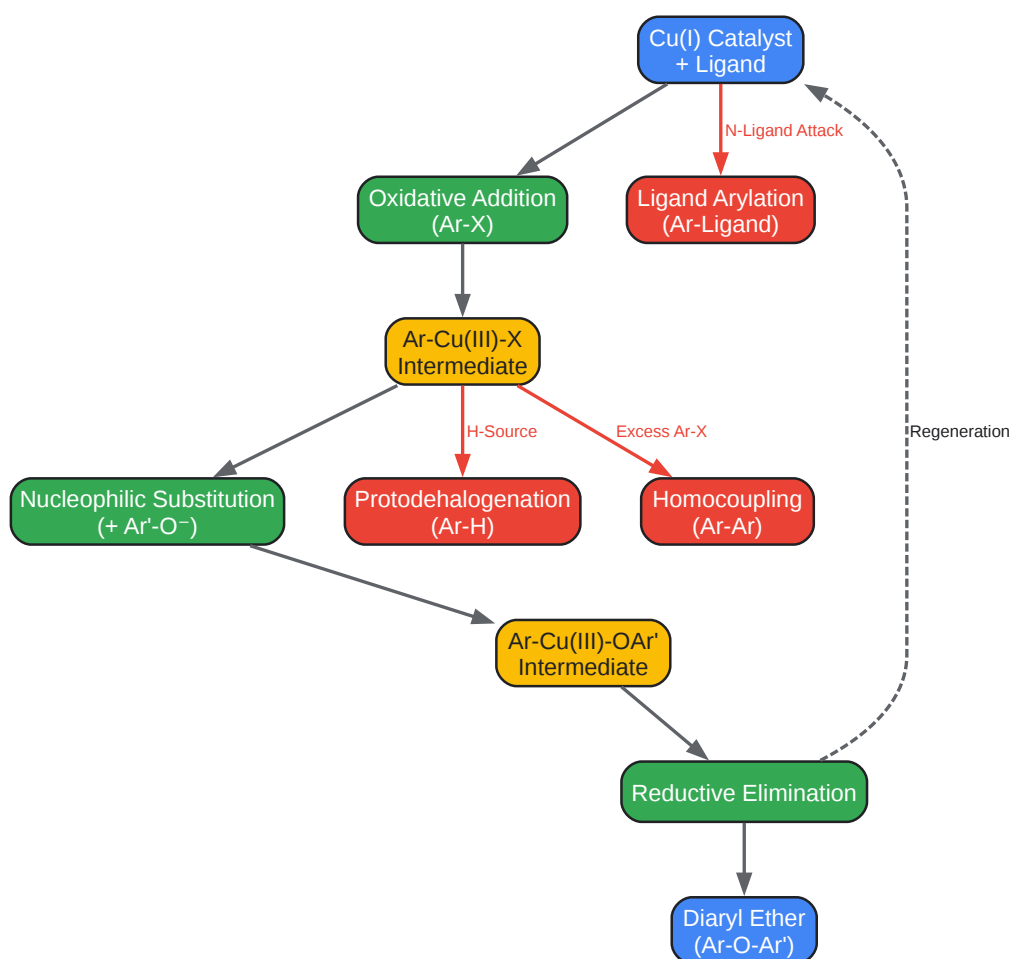 Cu(I) Catalyst
+ Ligand
N-Ligand Attack
Oxidative Addition
(Ar-X)
Ligand Arylation
(Ar-Ligand)
Ar-Cu(III)-X
Intermediate
H-Source
Excess Ar-X
Regeneration
Nucleophilic Substitution
(+ Ar'-O⁻)
Protodehalogenation
(Ar-H)
Homocoupling
(Ar-Ar)
Ar-Cu(III)-OAr'
Intermediate
Reductive Elimination
Diaryl Ether
(Ar-O-Ar')